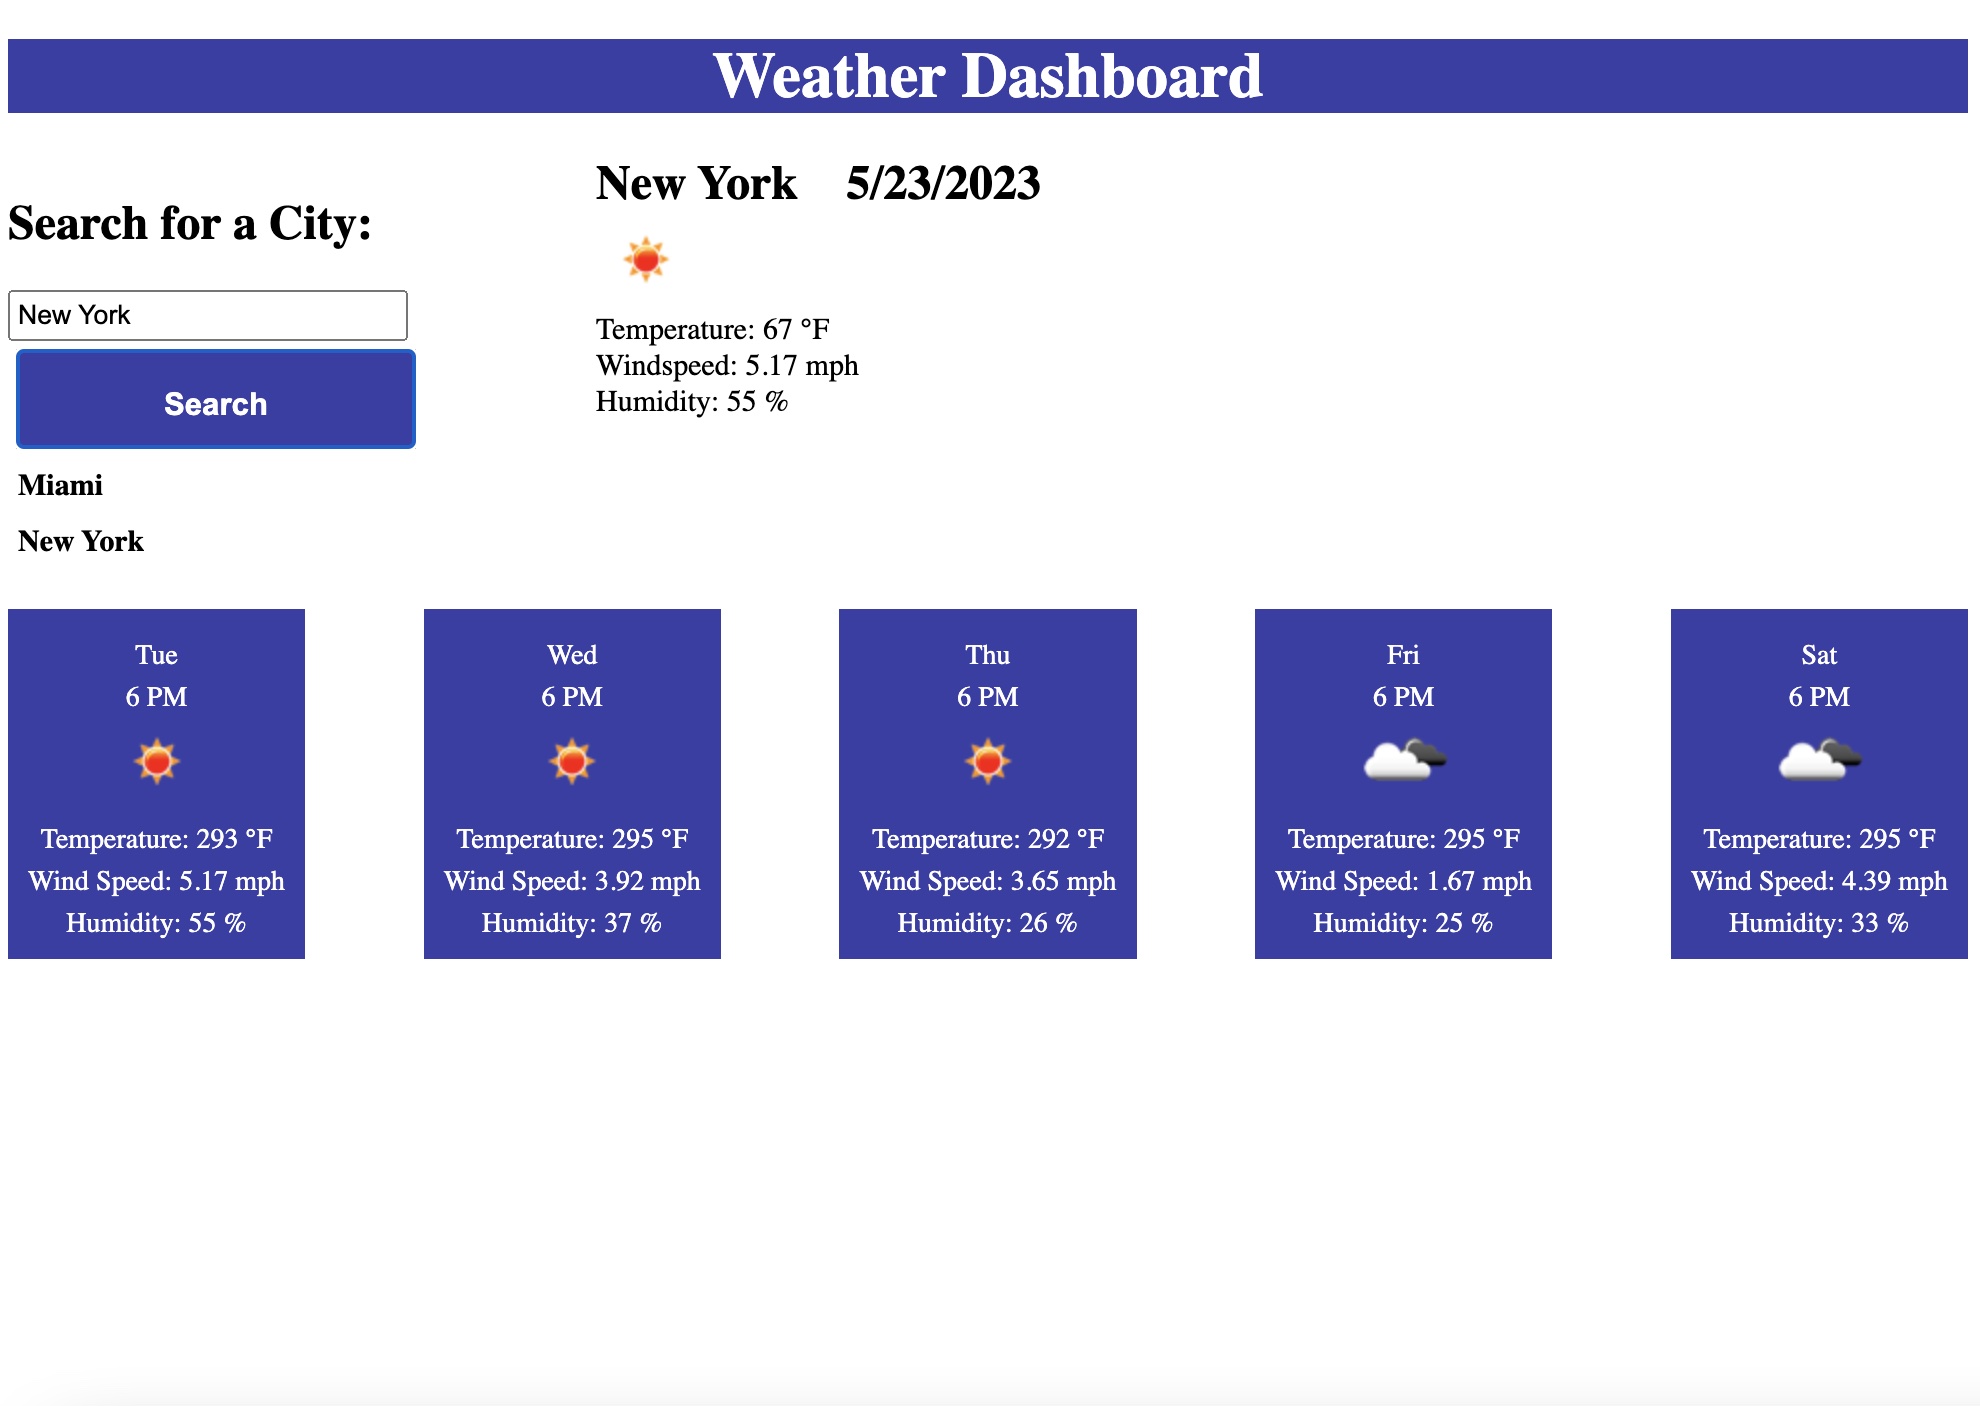 Weather Dashboard
Search for a City:
New York
Search
Miami
New York
New York 5/23/2023
Temperature: 67 °F
Windspeed: 5.17 mph
Humidity: 55 %
Tue
6 PM
Temperature: 293 °F
Wind Speed: 5.17 mph
Humidity: 55 %
Wed
6 PM
Temperature: 295 °F
Wind Speed: 3.92 mph
Humidity: 37 %
Thu
6 PM
Temperature: 292 °F
Wind Speed: 3.65 mph
Humidity: 26 %
Fri
6 PM
Temperature: 295 °F
Wind Speed: 1.67 mph
Humidity: 25 %
Sat
6 PM
Temperature: 295 °F
Wind Speed: 4.39 mph
Humidity: 33 %